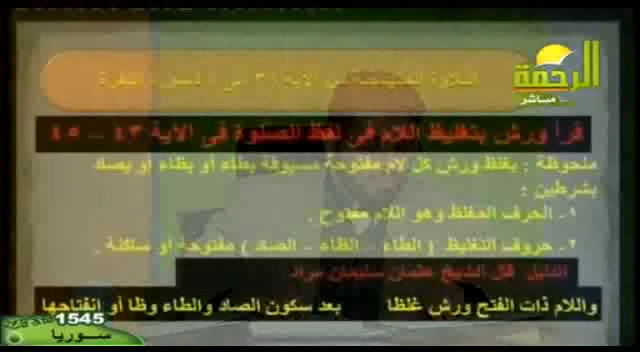 الرحمة
مباشر
قرأ ورش بتغليظ اللام فى لفظ الصلوة فى الآية ٤٣ - ٤٥
ملحوظة : يغلظ ورش كل لام مفتوحة مسبوقة بطاء أو بظاء أو بصاد
بشرطين :
١- الحرف المغلظ وهو اللام مفتوح .
٢- حروف التغليظ ( الطاء - الظاء - الصاد ) مفتوحة أو ساكنة .
الدليل قال الشيخ عثمان سليمان مراد
واللام ذات الفتح ورش غلظا بعد سكون الصاد والطاء وظا أو انفتاحها
1545
سوريا